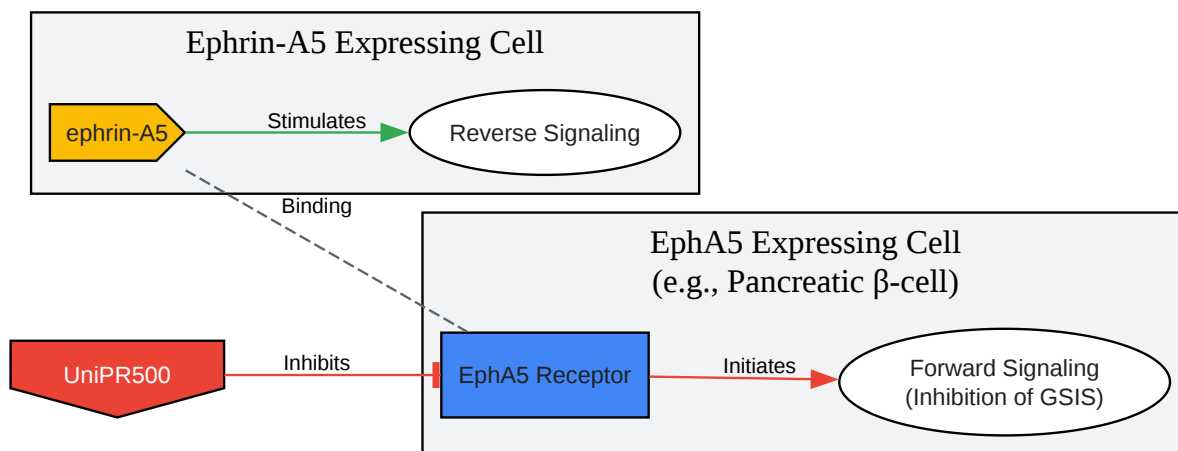 Ephrin-A5 Expressing Cell
ephrin-A5
Stimulates
Reverse Signaling
Binding
EphA5 Expressing Cell
(e.g., Pancreatic β-cell)
UniPR500
Inhibits
EphA5 Receptor
Initiates
Forward Signaling
(Inhibition of GSIS)